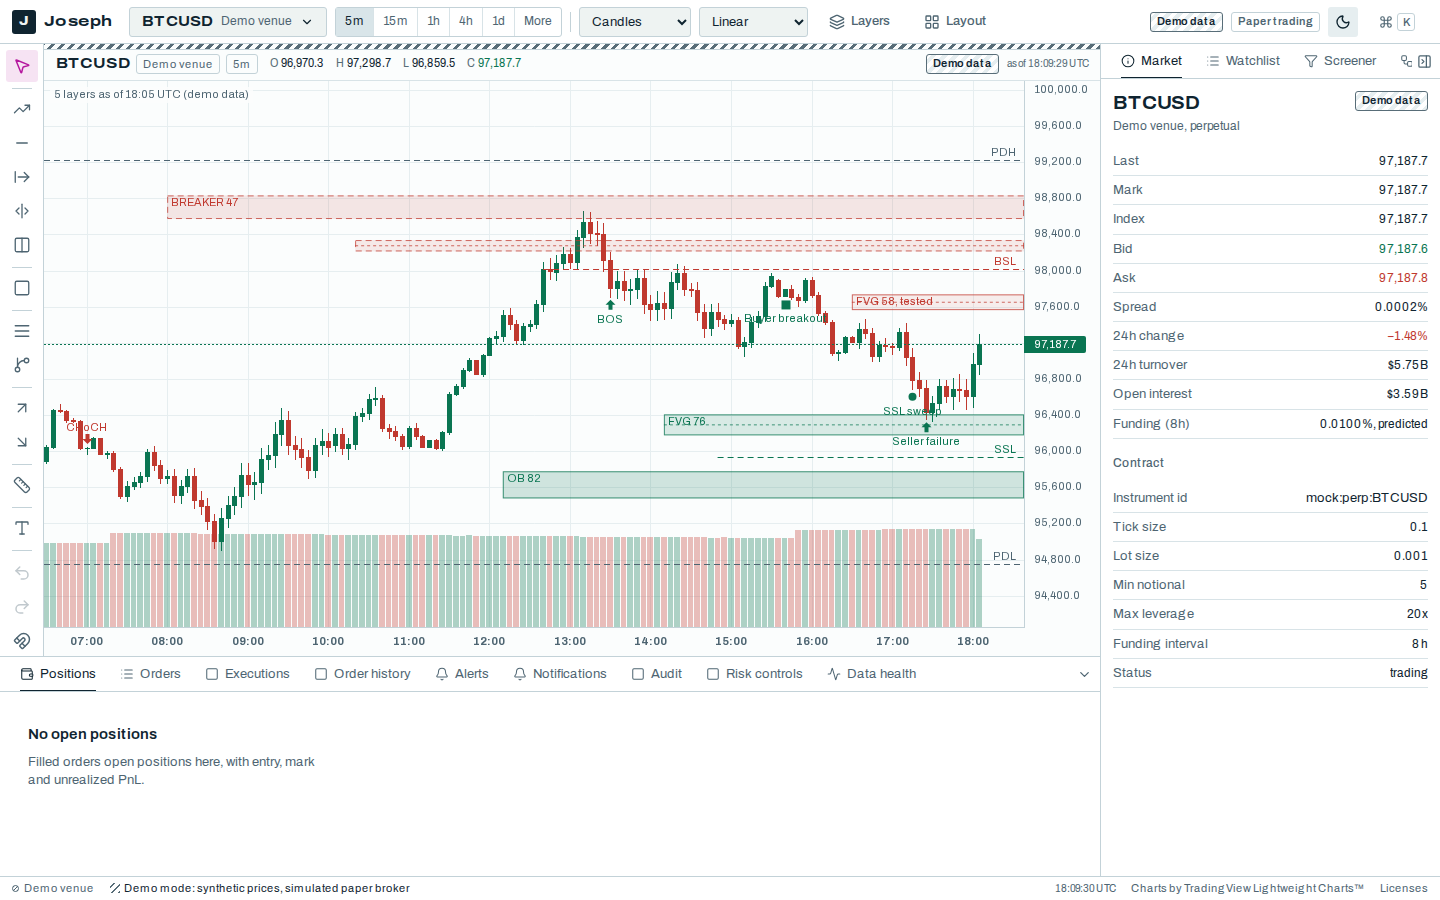 J Joseph BTCUSD Demo venue 5m 15m 1h 4h 1d More Candles Linear Layers Layout Demo data Paper trading ⌘ K
BTCUSD Demo venue 5m O 96,970.3 H 97,298.7 L 96,859.5 C 97,187.7 Demo data as of 18:09:29 UTC
5 layers as of 18:05 UTC (demo data)
100,000.0
99,600.0
PDH
99,200.0
BREAKER 47
98,800.0
98,400.0
BSL
98,000.0
FVG 58, tested
97,600.0
BOS
97,187.7
96,800.0
SSL sweep
96,400.0
FVG 76
CHoCH
Seller failure
SSL
96,000.0
OB 82
95,600.0
95,200.0
PDL
94,800.0
94,400.0
07:00 08:00 09:00 10:00 11:00 12:00 13:00 14:00 15:00 16:00 17:00 18:00
Market Watchlist Screener
BTCUSD Demo data
Demo venue, perpetual
Last 97,187.7
Mark 97,187.7
Index 97,187.7
Bid 97,187.6
Ask 97,187.8
Spread 0.0002%
24h change −1.48%
24h turnover $5.75B
Open interest $3.59B
Funding (8h) 0.0100%, predicted
Contract
Instrument id mock:perp:BTCUSD
Tick size 0.1
Lot size 0.001
Min notional 5
Max leverage 20x
Funding interval 8h
Status trading
Positions Orders Executions Order history Alerts Notifications Audit Risk controls Data health
No open positions
Filled orders open positions here, with entry, mark
and unrealized PnL.
Demo venue Demo mode: synthetic prices, simulated paper broker 18:09:30 UTC Charts by TradingView Lightweight Charts™ Licenses